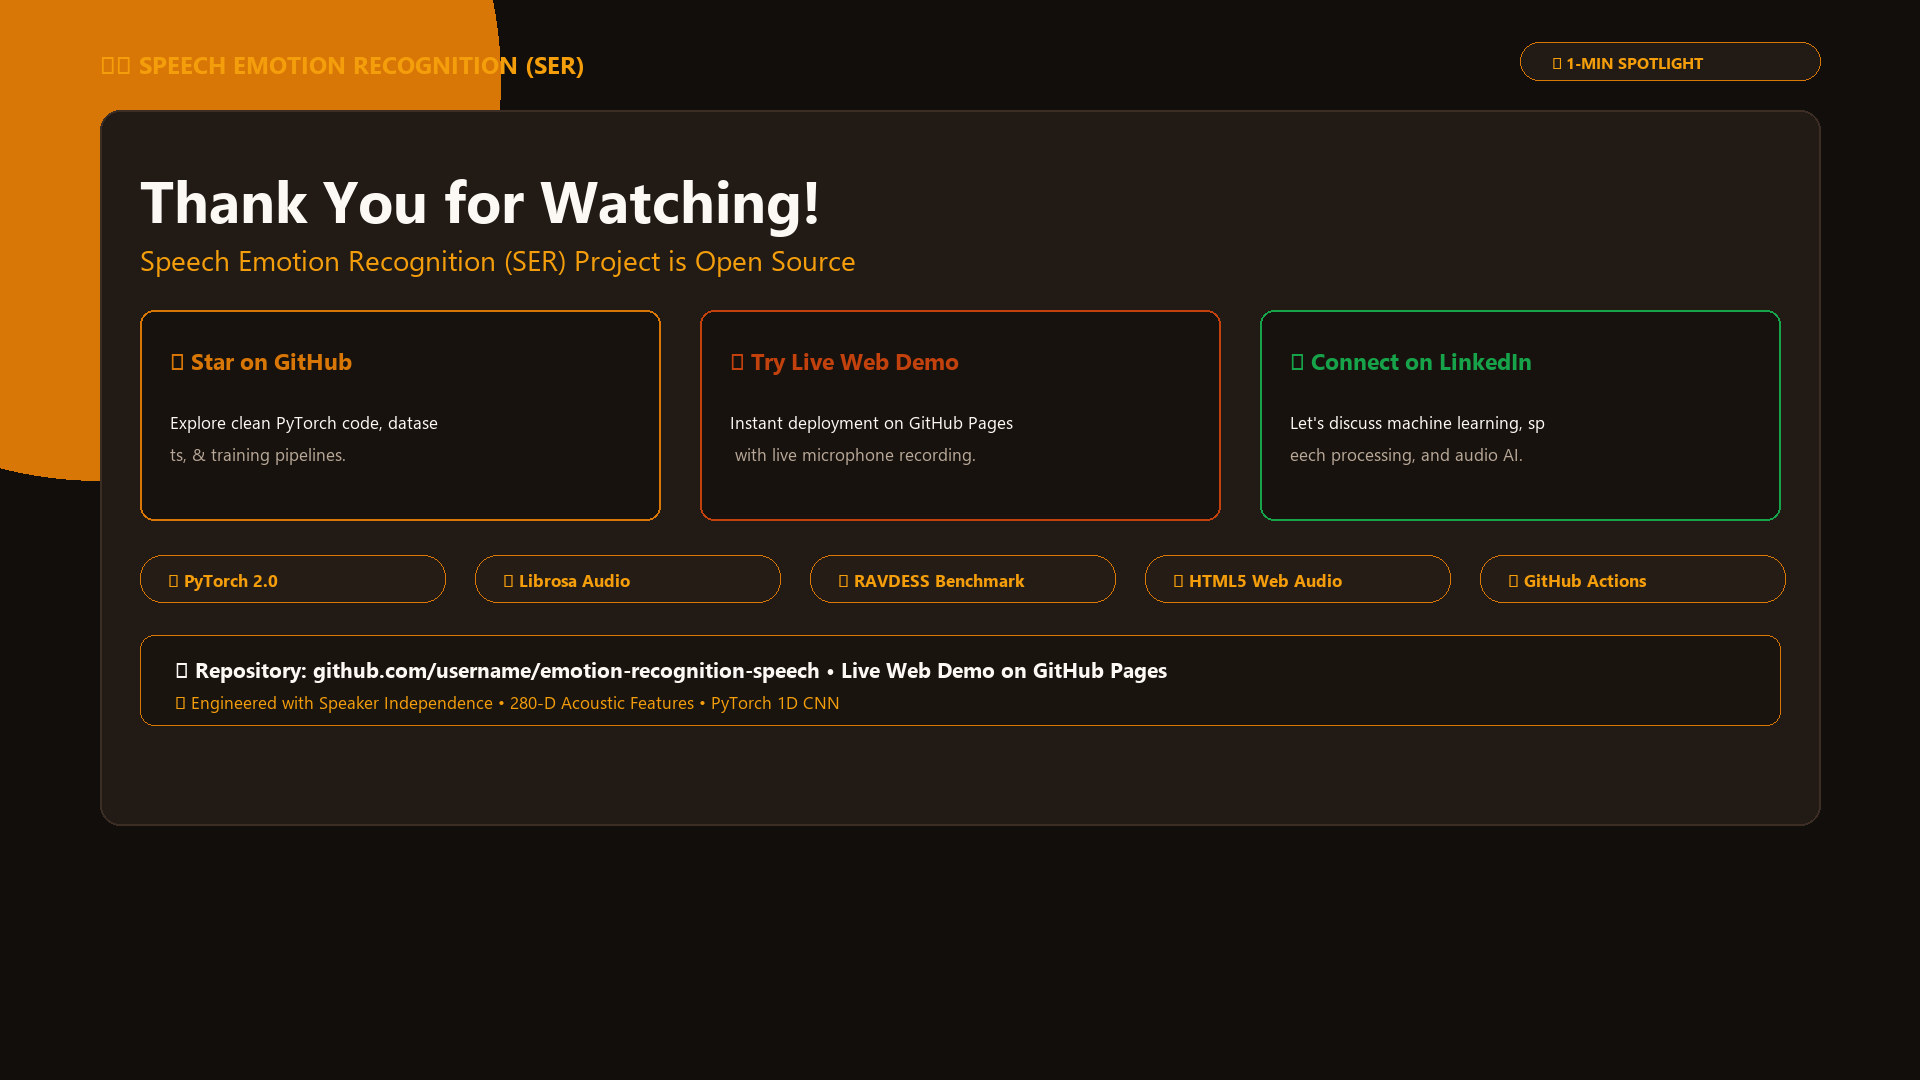 SPEECH EMOTION RECOGNITION (SER)
1-MIN SPOTLIGHT
Thank You for Watching!
Speech Emotion Recognition (SER) Project is Open Source
Star on GitHub
Explore clean PyTorch code, datase
ts, & training pipelines.
Try Live Web Demo
Instant deployment on GitHub Pages
with live microphone recording.
Connect on LinkedIn
Let's discuss machine learning, sp
eech processing, and audio AI.
PyTorch 2.0
Librosa Audio
RAVDESS Benchmark
HTML5 Web Audio
GitHub Actions
Repository: github.com/username/emotion-recognition-speech • Live Web Demo on GitHub Pages
Engineered with Speaker Independence • 280-D Acoustic Features • PyTorch 1D CNN